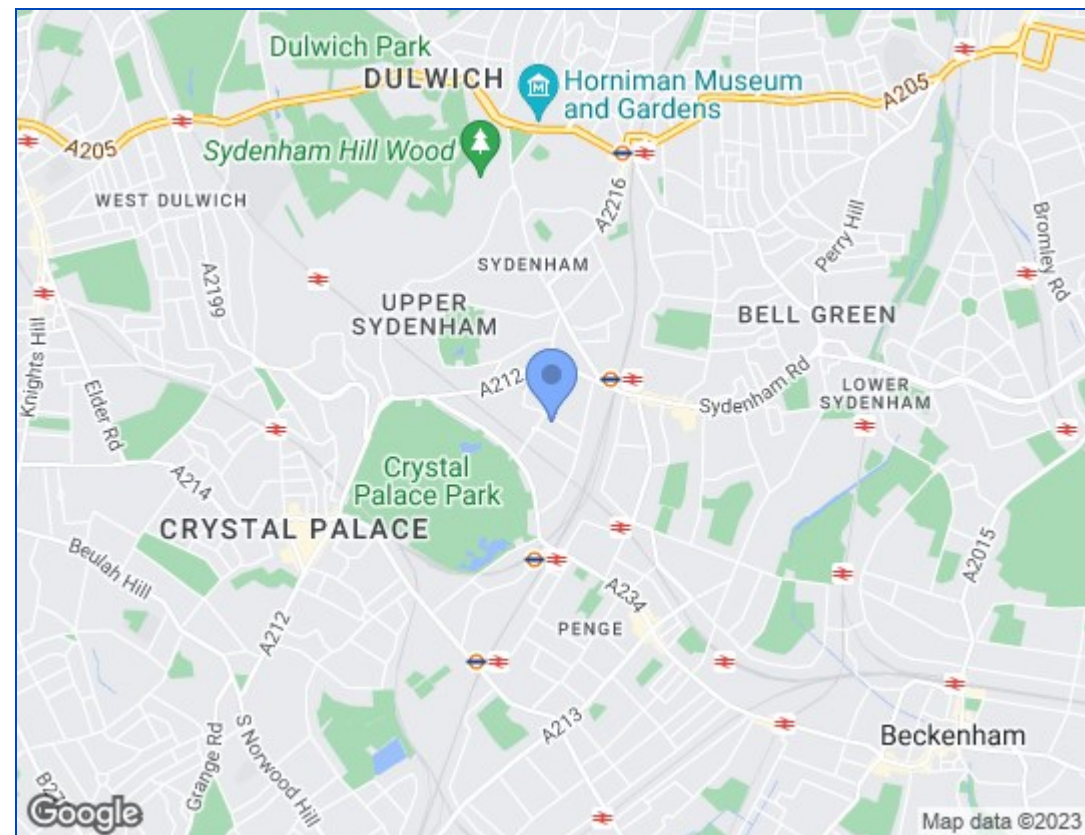 Dulwich Park
DULWICH
Horniman Museum
and Gardens
A205
A205
Sydenham Hill Wood
WEST DULWICH
A2216
Perry Hill
Bromley Rd
SYDENHAM
A2199
UPPER
SYDENHAM
BELL GREEN
Knights Hill
A212
Sydenham Rd
LOWER
SYDENHAM
Elder Rd
Crystal
Palace Park
A214
CRYSTAL PALACE
Beulah Hill
A2015
A234
A212
PENGE
A213
Grange Rd
S Norwood Hill
Beckenham
Google
Map data ©2023